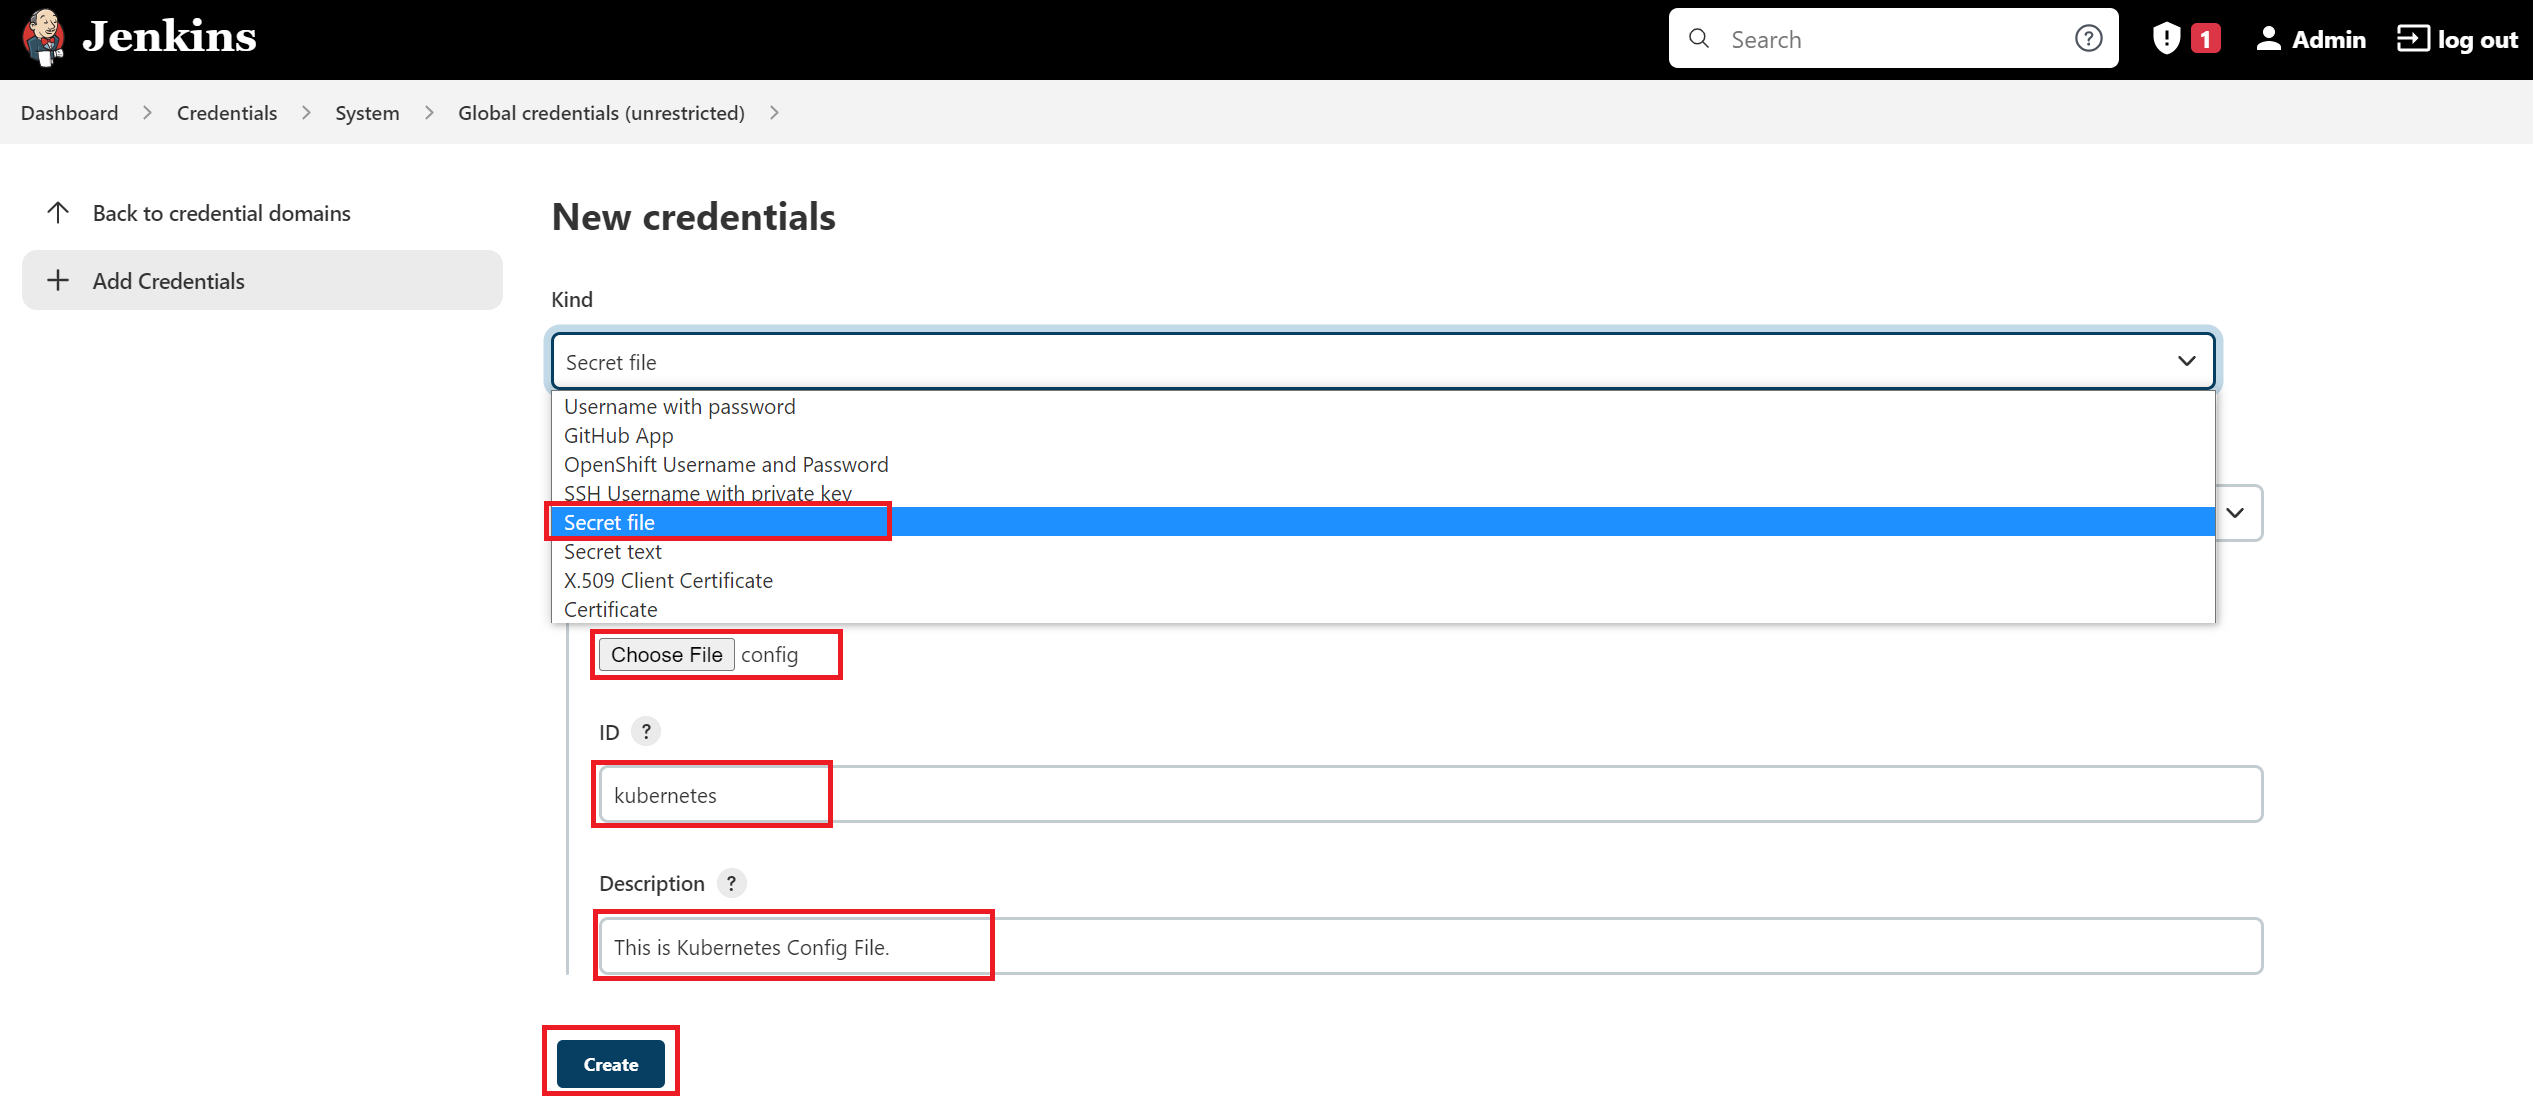 Jenkins
Search
?
! 1
Admin
log out
Dashboard > Credentials > System > Global credentials (unrestricted) >
Back to credential domains
Add Credentials
New credentials
Kind
Secret file
Username with password
GitHub App
OpenShift Username and Password
SSH Username with private key
Secret file
Secret text
X.509 Client Certificate
Certificate
Choose File config
ID ?
kubernetes
Description ?
This is Kubernetes Config File.
Create